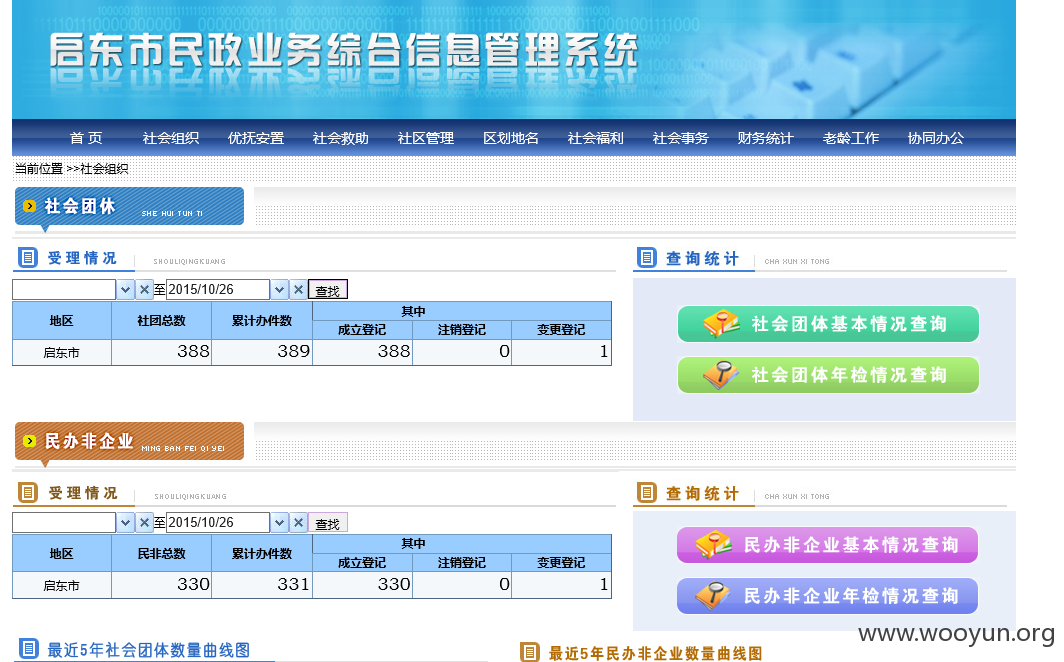 启东市民政业务综合信息管理系统
首 页 社会组织 优抚安置 社会救助 社区管理 区划地名 社会福利 社会事务 财务统计 老龄工作 协同办公
当前位置 >>社会组织
社会团休 SHE HUI TUN TI
受理情况 SHOULIQINGKUANG
查询统计 CHA XUN XI TONG
至 2015/10/26 查找
地区 社团总数 累计办件数 其中
成立登记 注销登记 变更登记
启东市 388 389 388 0 1
社会团体基本情况查询
社会团体年检情况查询
民办非企业 MING BAN FEI QI YEI
受理情况 SHOULIQINGKUANG
查询统计 CHA XUN XI TONG
至 2015/10/26 查找
地区 民非总数 累计办件数 其中
成立登记 注销登记 变更登记
启东市 330 331 330 0 1
民办非企业基本情况查询
民办非企业年检情况查询
www.wooyun.org
最近5年社会团体数量曲线图
最近5年民办非企业数量曲线图